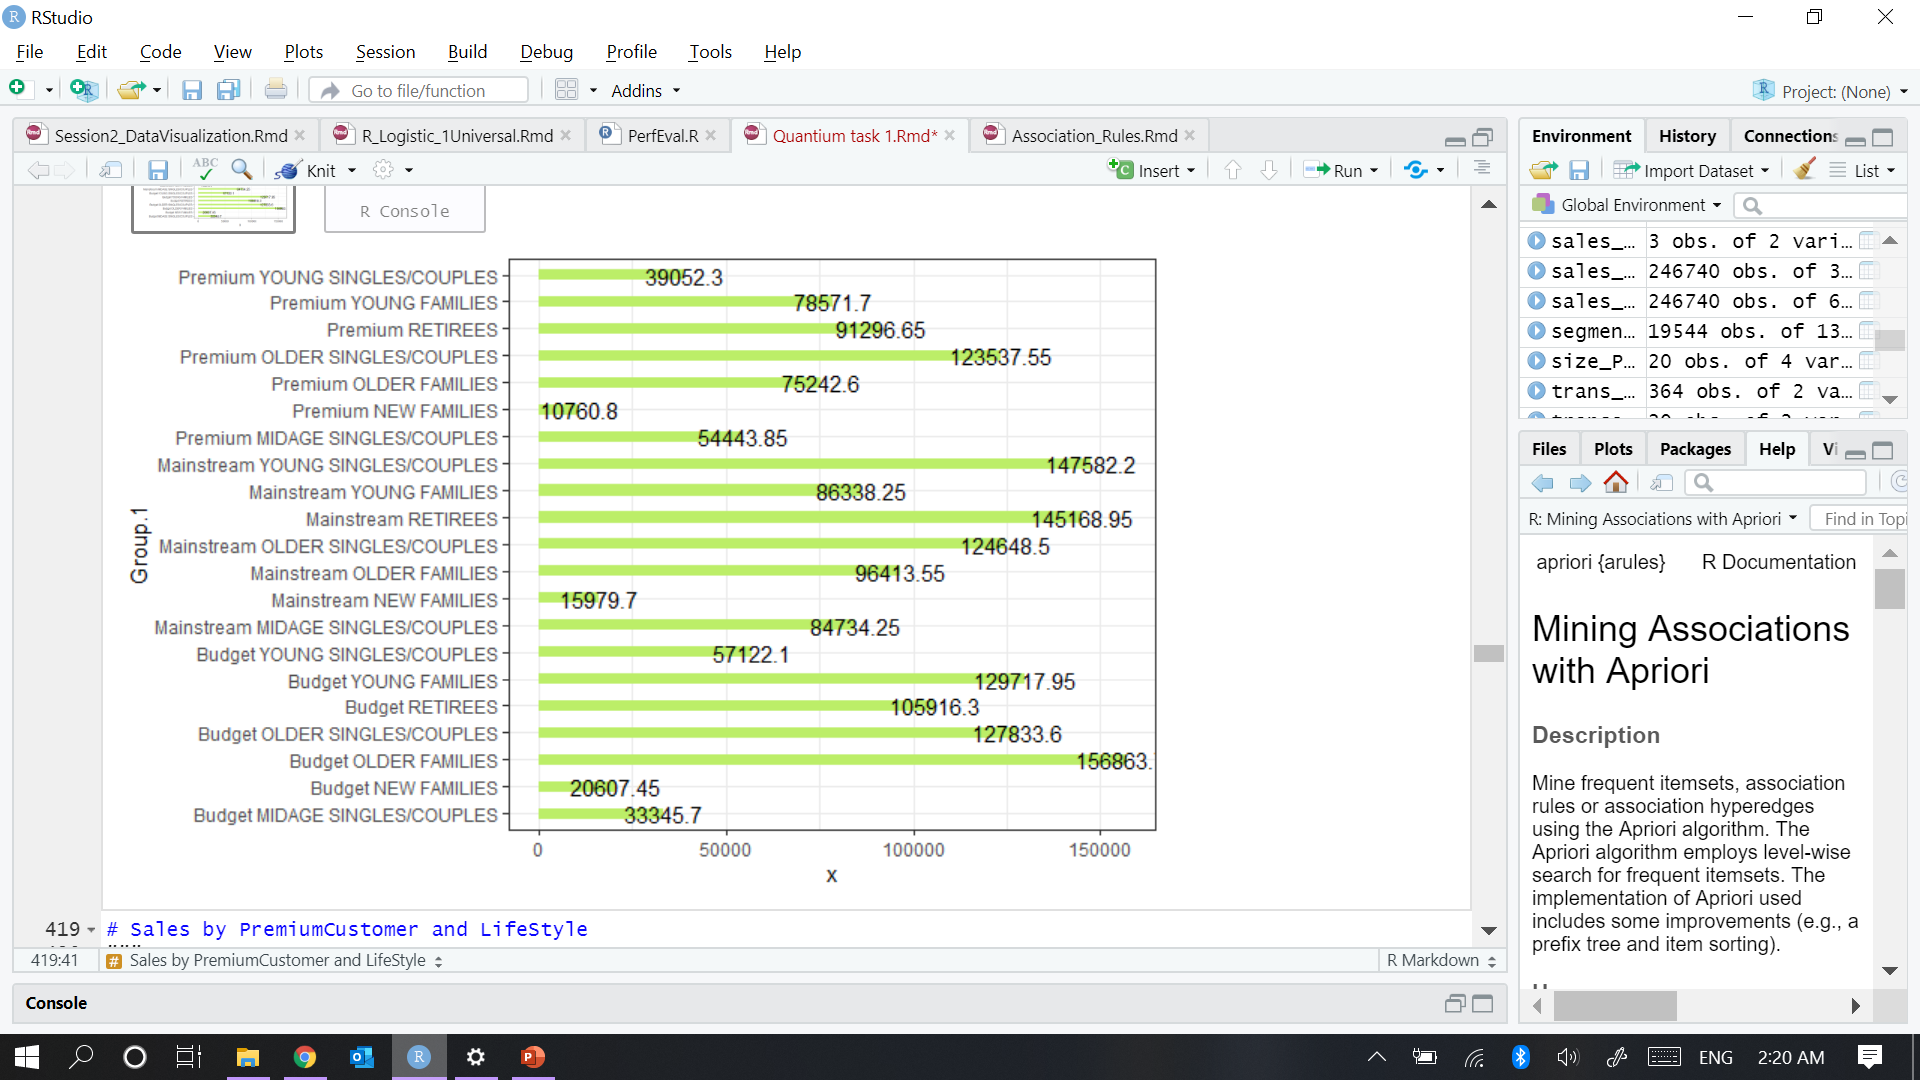 RStudio
File Edit Code View Plots Session Build Debug Profile Tools Help
Go to file/function Addins Project: (None)
Session2_DataVisualization.Rmd R_Logistic_1Universal.Rmd PerfEval.R Quantium task 1.Rmd* Association_Rules.Rmd
ABC Knit Insert Run
R Console
Premium YOUNG SINGLES/COUPLES 39052.3
Premium YOUNG FAMILIES 78571.7
Premium RETIREES 91296.65
Premium OLDER SINGLES/COUPLES 123537.55
Premium OLDER FAMILIES 75242.6
Premium NEW FAMILIES 10760.8
Premium MIDAGE SINGLES/COUPLES 54443.85
Mainstream YOUNG SINGLES/COUPLES 147582.2
Mainstream YOUNG FAMILIES 86338.25
Mainstream RETIREES 145168.95
Mainstream OLDER SINGLES/COUPLES 124648.5
Mainstream OLDER FAMILIES 96413.55
Mainstream NEW FAMILIES 15979.7
Mainstream MIDAGE SINGLES/COUPLES 84734.25
Budget YOUNG SINGLES/COUPLES 57122.1
Budget YOUNG FAMILIES 129717.95
Budget RETIREES 105916.3
Budget OLDER SINGLES/COUPLES 127833.6
Budget OLDER FAMILIES 156863.
Budget NEW FAMILIES 20607.45
Budget MIDAGE SINGLES/COUPLES 33345.7
Group.1
0 50000 100000 150000
x
419 # Sales by PremiumCustomer and LifeStyle
419:41 # Sales by PremiumCustomer and LifeStyle R Markdown
Console
Environment History Connections
Import Dataset List
Global Environment
sales_... 3 obs. of 2 vari...
sales_... 246740 obs. of 3...
sales_... 246740 obs. of 6...
segmen... 19544 obs. of 13...
size_P... 20 obs. of 4 var...
trans_... 364 obs. of 2 va...
Files Plots Packages Help Vi
R: Mining Associations with Apriori Find in Topi
apriori {arules} R Documentation
Mining Associations
with Apriori
Description
Mine frequent itemsets, association
rules or association hyperedges
using the Apriori algorithm. The
Apriori algorithm employs level-wise
search for frequent itemsets. The
implementation of Apriori used
includes some improvements (e.g., a
prefix tree and item sorting).
ENG 2:20 AM